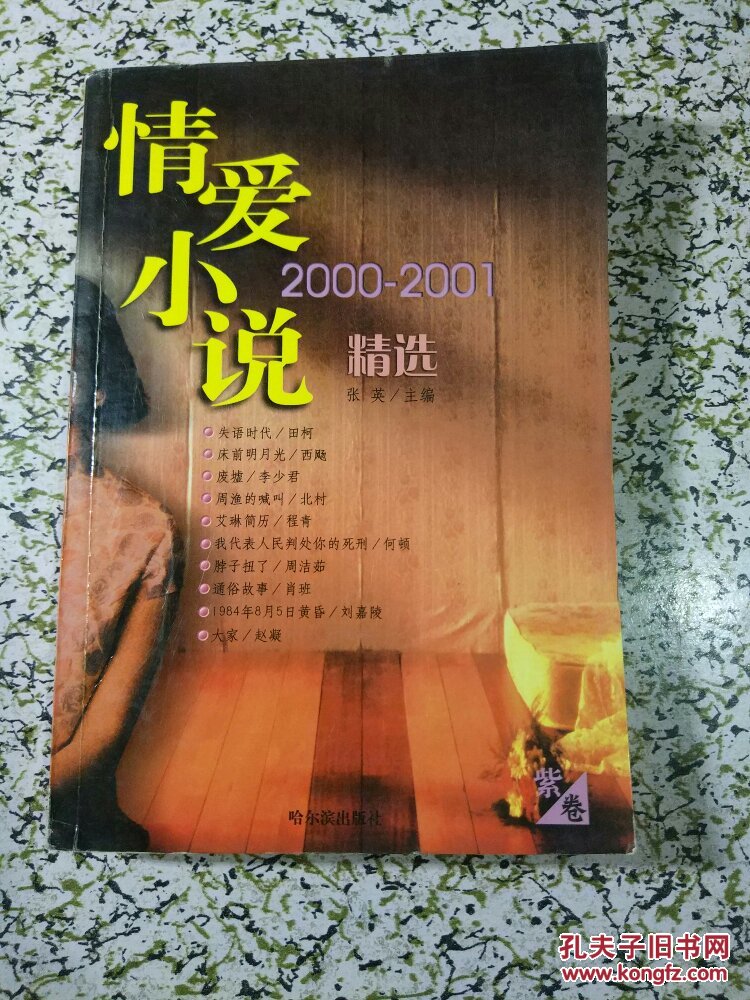 情爱小说
2000-2001
精选
张英/主编
失语时代/田柯
床前明月光/西飏
废墟/李少君
周渔的喊叫/北村
艾琳简历/程青
我代表人民判处你的死刑/何顿
脖子扭了/周洁茹
通俗故事/肖班
1984年8月5日黄昏/刘嘉陵
大家/赵凝
紫卷
哈尔滨出版社
孔夫子旧书网
www.kongfz.com